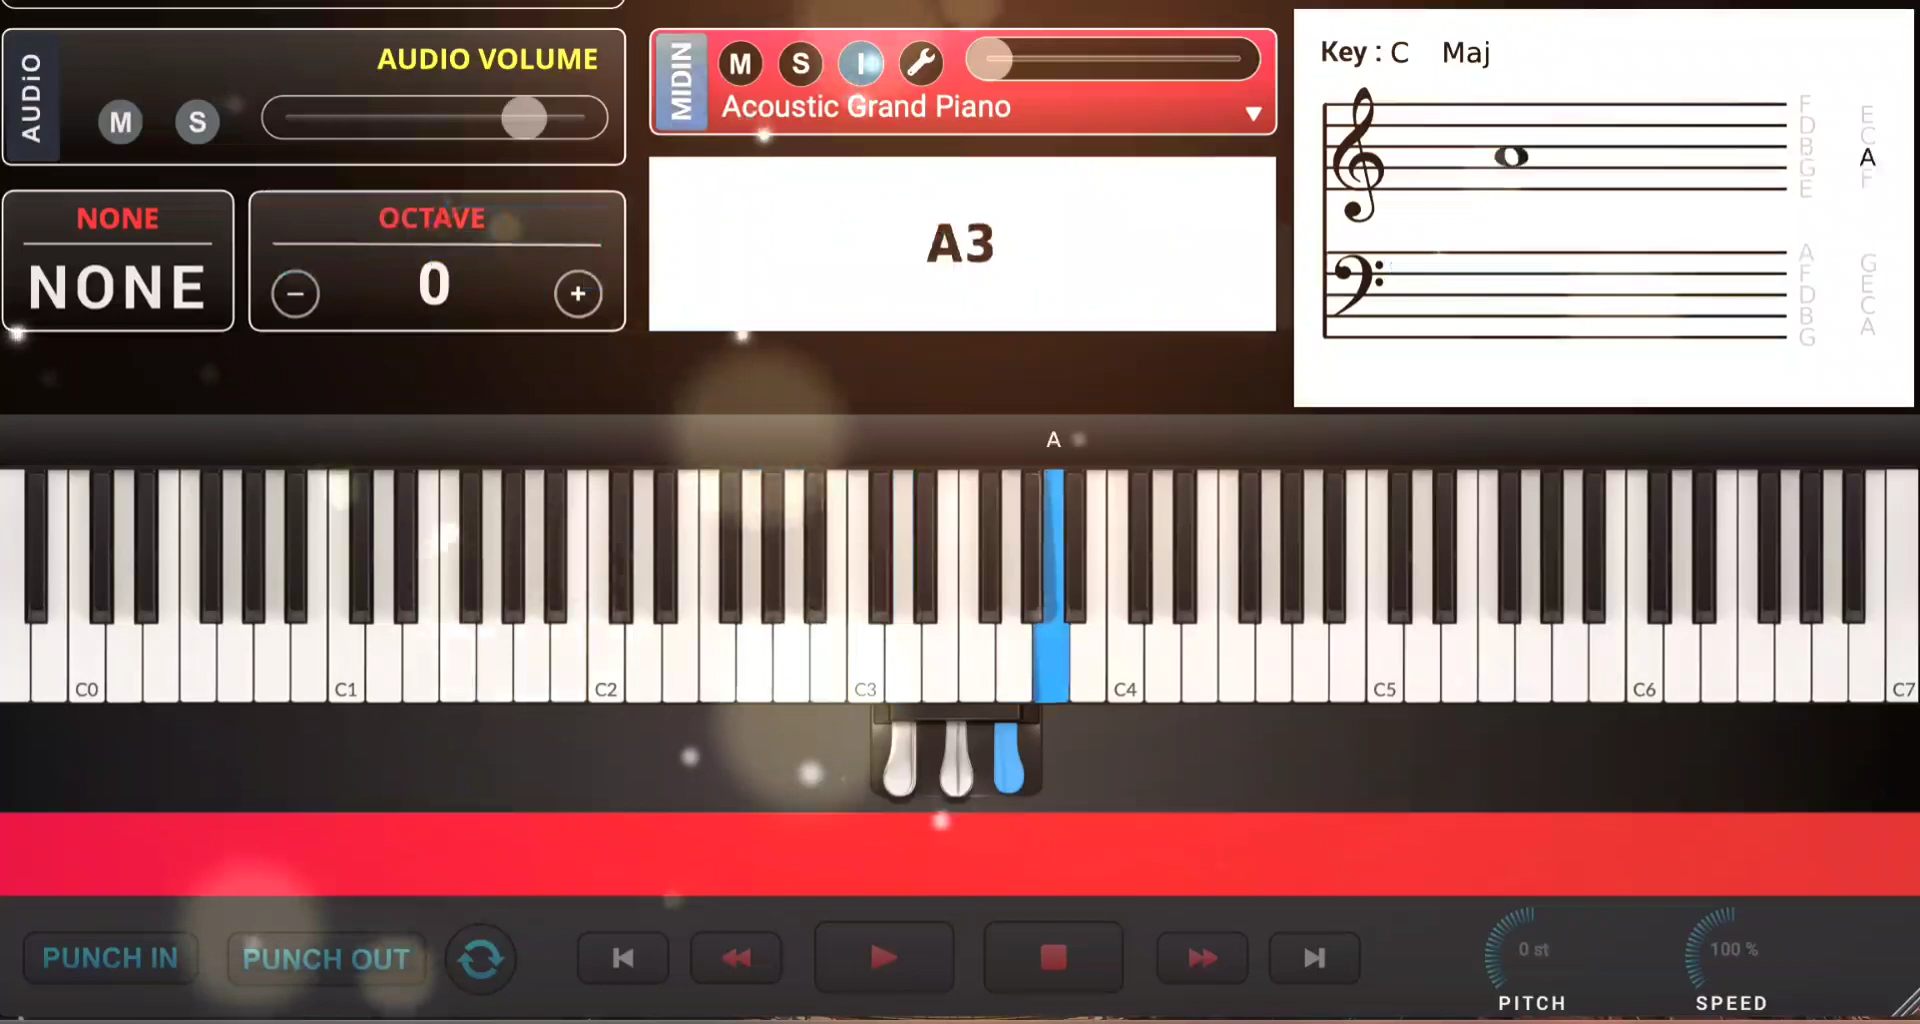 AUDiO
AUDIO VOLUME
M S
NONE
NONE
OCTAVE
− 0 +
MIDIN
M S I
Acoustic Grand Piano
A3
Key : C Maj
F
D
B
G
E
E
C
A
F
A
F
D
B
G
G
E
C
A
A
C0 C1 C2 C3 C4 C5 C6 C7
PUNCH IN
PUNCH OUT
0 st
PITCH
100 %
SPEED